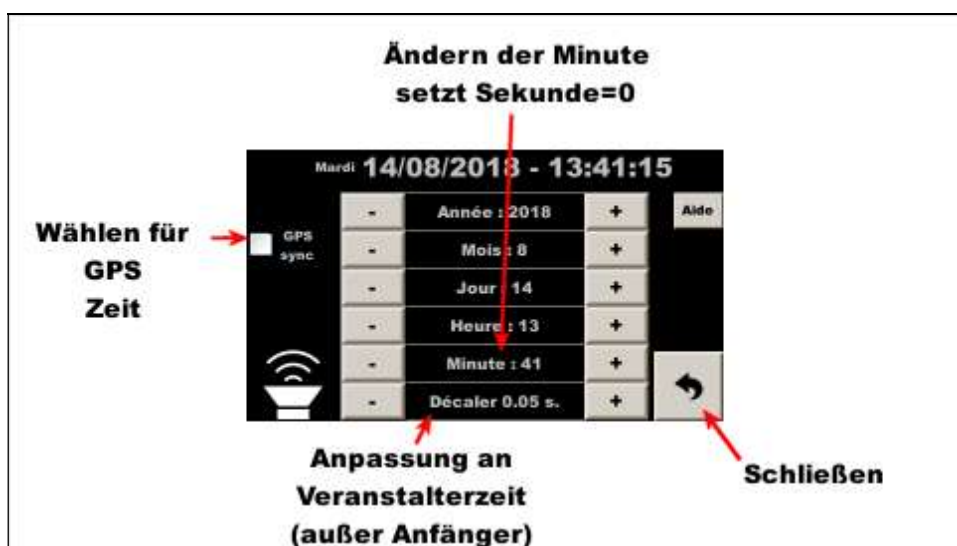 Ändern der Minute
setzt Sekunde=0
Mardi 14/08/2018 - 13:41:15
- Année : 2018 + Aide
Wählen für
GPS
Zeit
GPS
sync
- Mois : 8 +
- Jour : 14 +
- Heure : 13 +
- Minute : 41 +
- Décaler 0.05 s. +
Anpassung an
Veranstalterzeit
(außer Anfänger)
Schließen